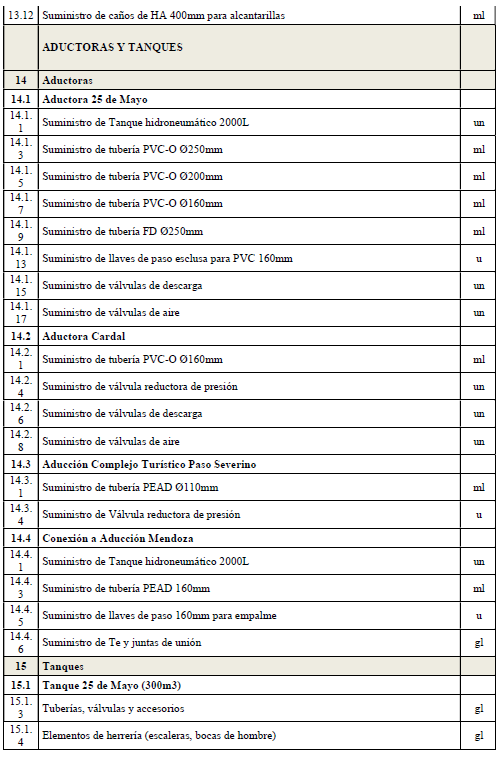 13.12 Suministro de caños de HA 400mm para alcantarillas ml
ADUCTORAS Y TANQUES
14 Aductoras
14.1 Aductora 25 de Mayo
14.1.1 Suministro de Tanque hidroneumático 2000L un
14.1.3 Suministro de tubería PVC-O Ø250mm ml
14.1.5 Suministro de tubería PVC-O Ø200mm ml
14.1.7 Suministro de tubería PVC-O Ø160mm ml
14.1.9 Suministro de tubería FD Ø250mm ml
14.1.13 Suministro de llaves de paso esclusa para PVC 160mm u
14.1.15 Suministro de válvulas de descarga un
14.1.17 Suministro de válvulas de aire un
14.2 Aductora Cardal
14.2.1 Suministro de tubería PVC-O Ø160mm ml
14.2.4 Suministro de válvula reductora de presión un
14.2.6 Suministro de válvulas de descarga un
14.2.8 Suministro de válvulas de aire un
14.3 Aducción Complejo Turístico Paso Severino
14.3.1 Suministro de tubería PEAD Ø110mm ml
14.3.4 Suministro de Válvula reductora de presión u
14.4 Conexión a Aducción Mendoza
14.4.1 Suministro de Tanque hidroneumático 2000L un
14.4.3 Suministro de tubería PEAD 160mm ml
14.4.5 Suministro de llaves de paso 160mm para empalme u
14.4.6 Suministro de Te y juntas de unión gl
15 Tanques
15.1 Tanque 25 de Mayo (300m3)
15.1.3 Tuberías, válvulas y accesorios gl
15.1.4 Elementos de herrería (escaleras, bocas de hombre) gl